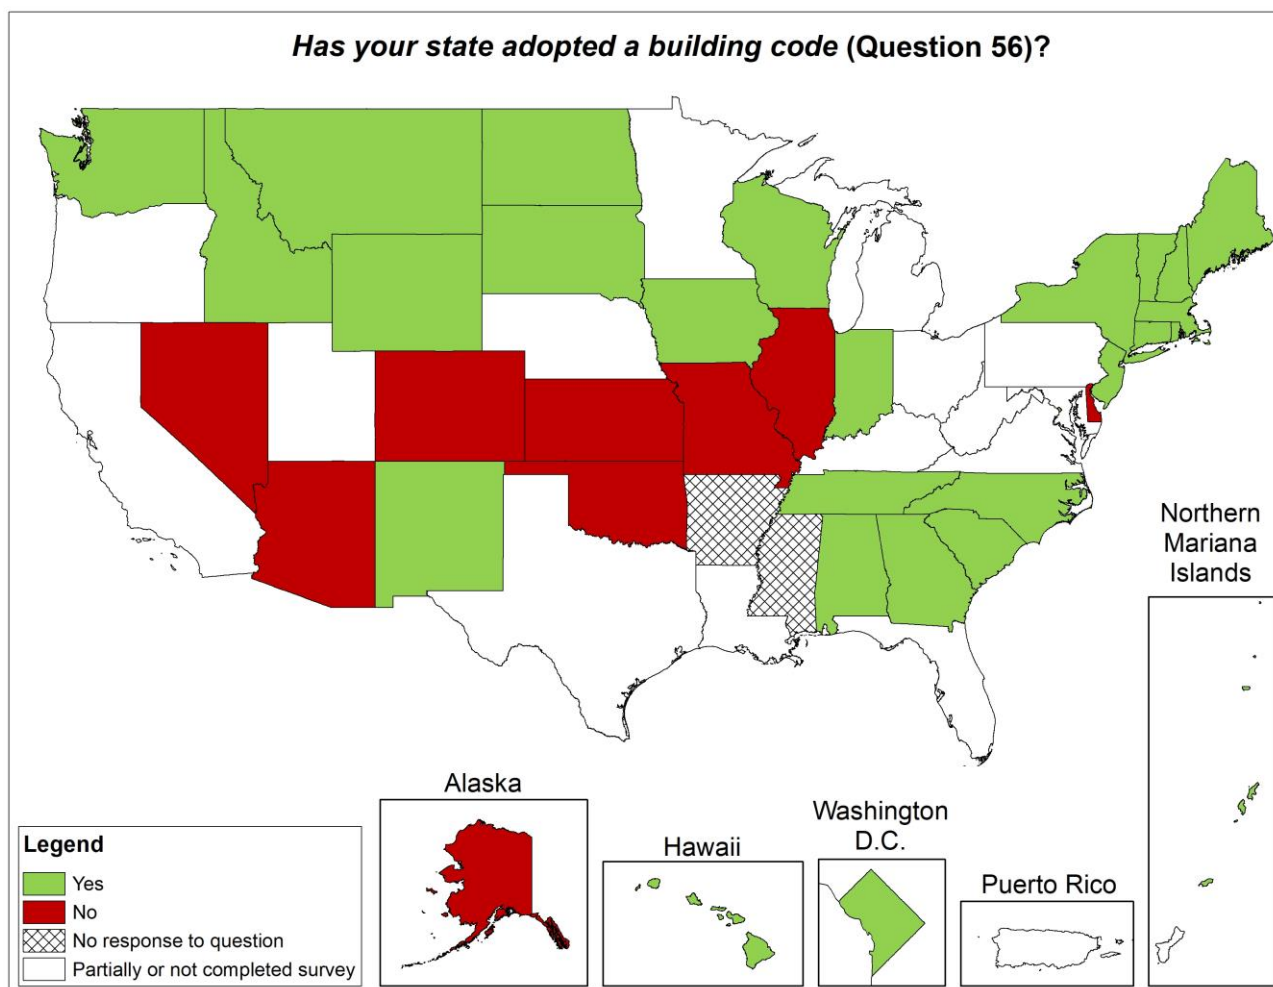 Has your state adopted a building code (Question 56)?
Northern
Mariana
Islands
Alaska
Hawaii
Washington
D.C.
Puerto Rico
Legend
Yes
No
No response to question
Partially or not completed survey